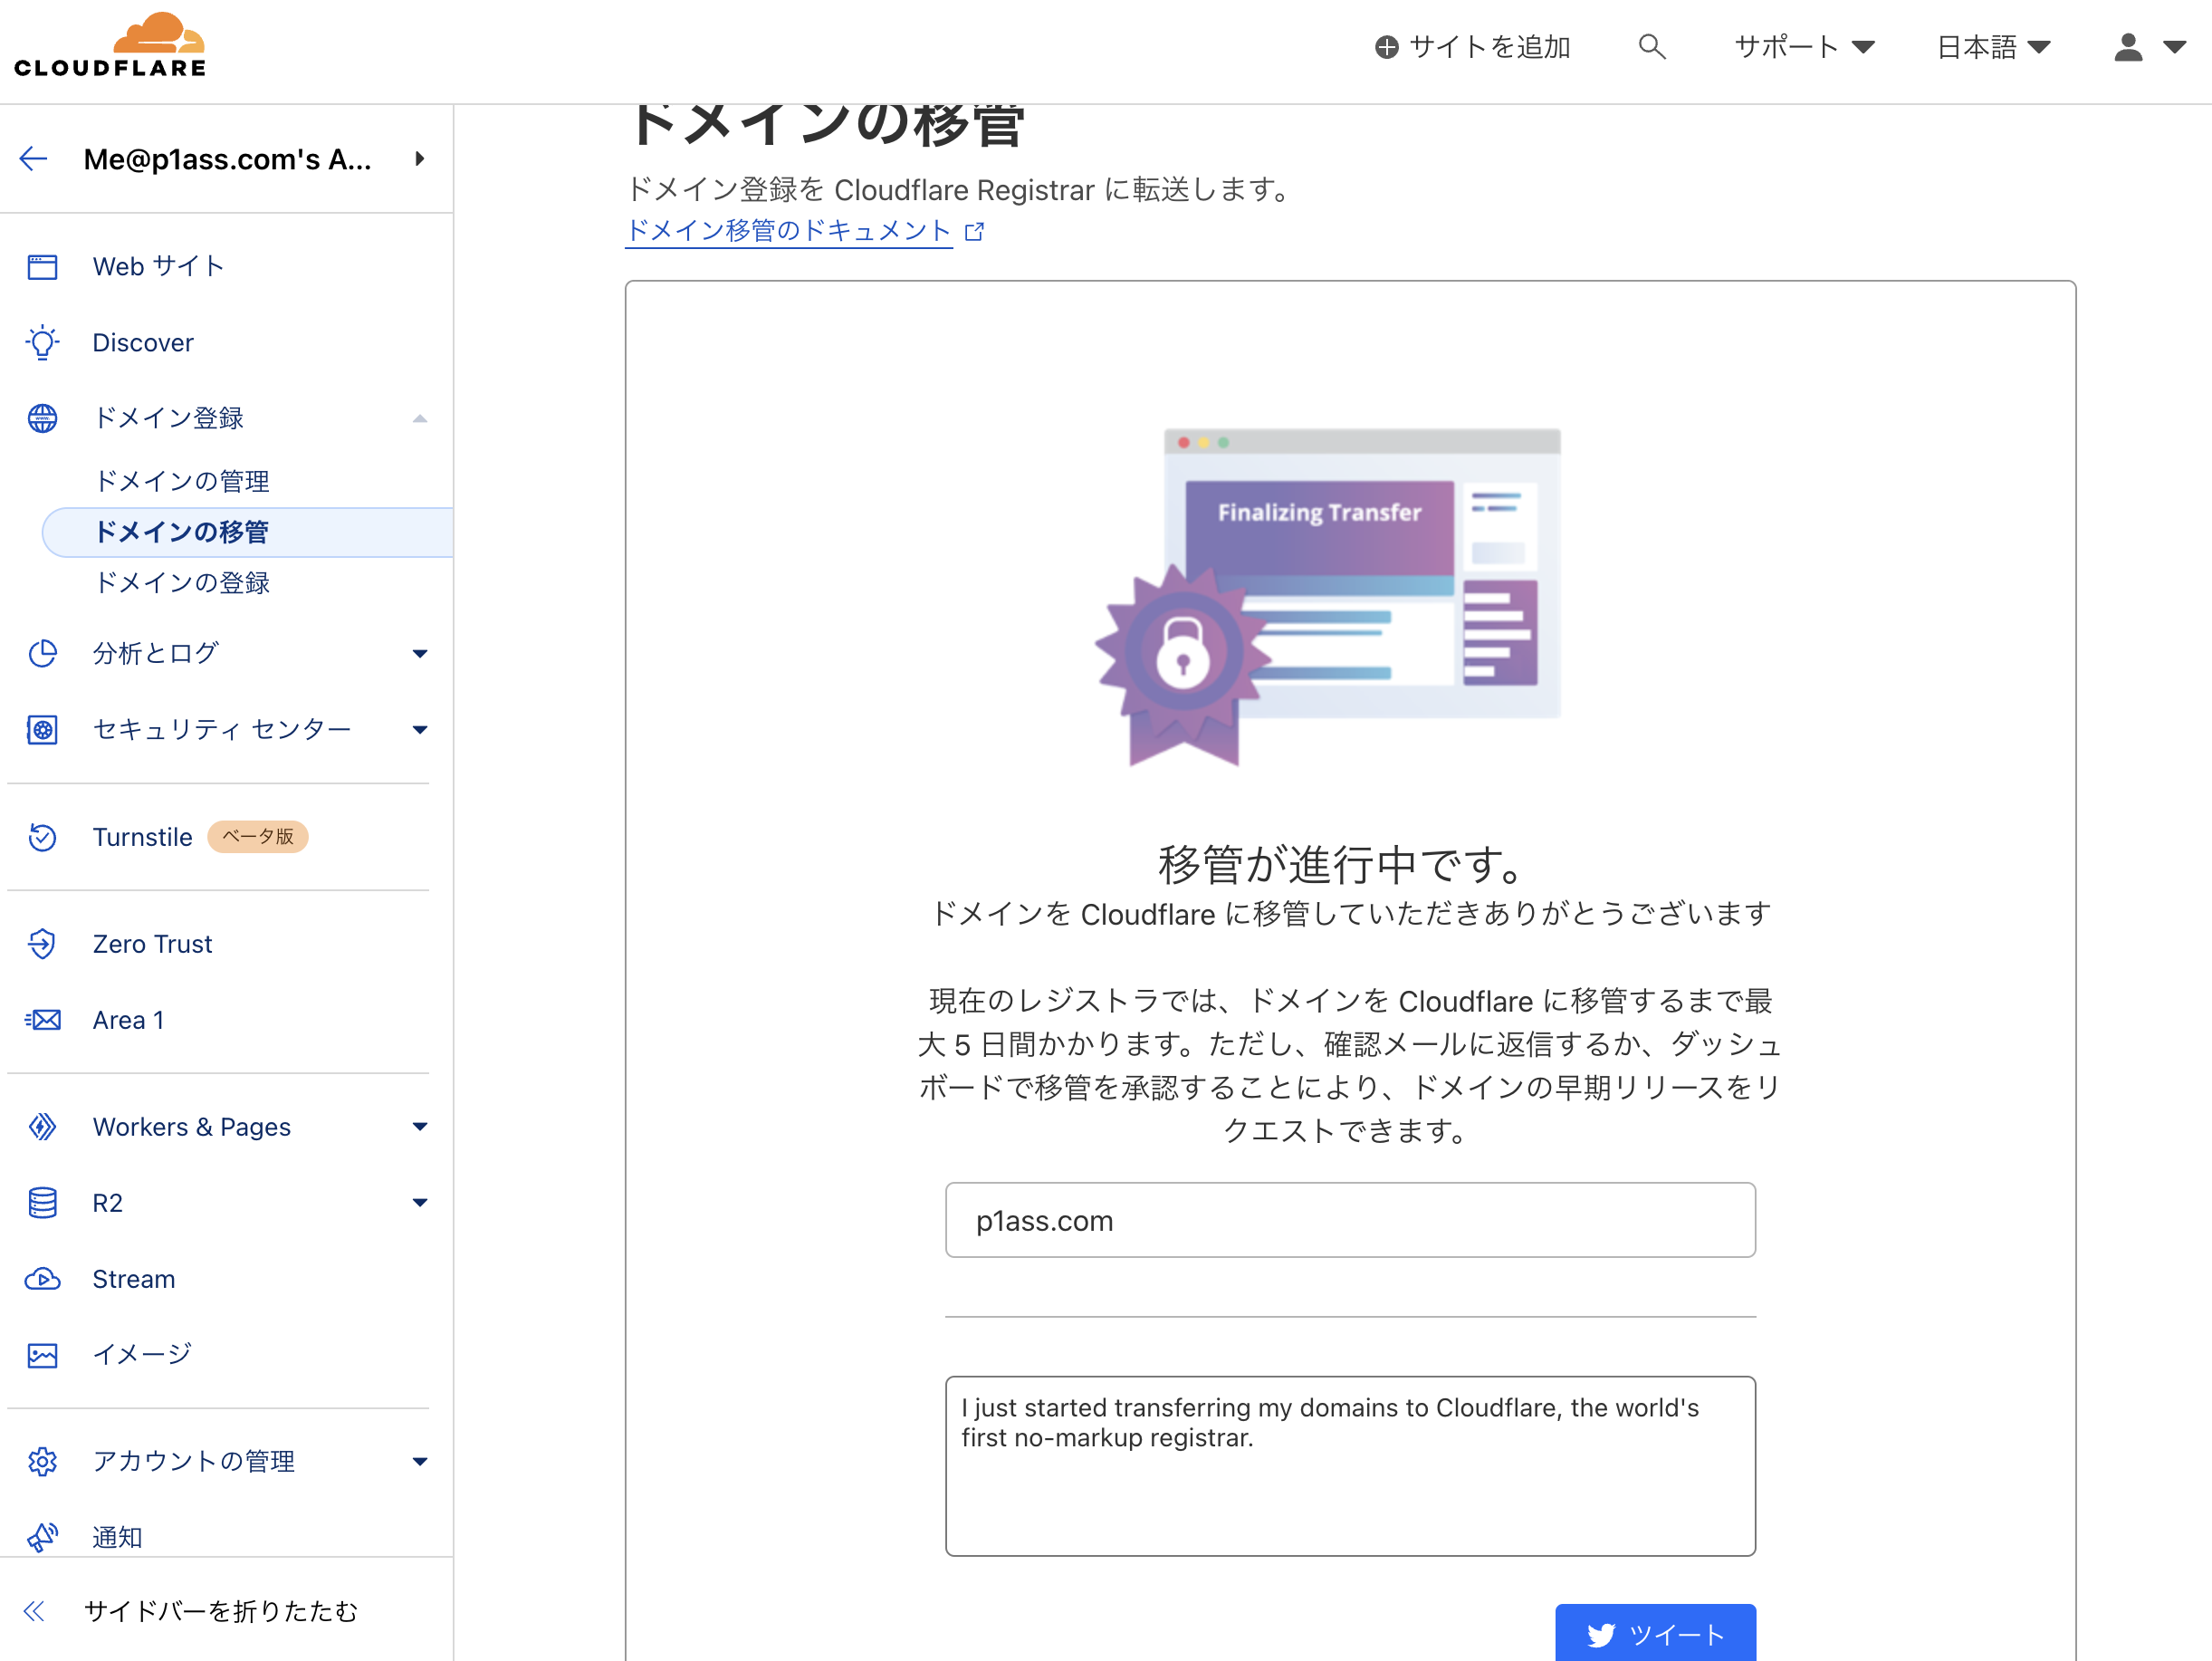 CLOUDFLARE
サイトを追加
サポート
日本語
Me@p1ass.com's A...
Web サイト
Discover
ドメイン登録
ドメインの管理
ドメインの移管
ドメインの登録
分析とログ
セキュリティ センター
Turnstile ベータ版
Zero Trust
Area 1
Workers & Pages
R2
Stream
イメージ
アカウントの管理
通知
サイドバーを折りたたむ
ドメインの移管
ドメイン登録を Cloudflare Registrar に転送します。
ドメイン移管のドキュメント
Finalizing Transfer
移管が進行中です。
ドメインを Cloudflare に移管していただきありがとうございます
現在のレジストラでは、ドメインを Cloudflare に移管するまで最
大 5 日間かかります。ただし、確認メールに返信するか、ダッシュ
ボードで移管を承認することにより、ドメインの早期リリースをリ
クエストできます。
p1ass.com
I just started transferring my domains to Cloudflare, the world's
first no-markup registrar.
ツイート